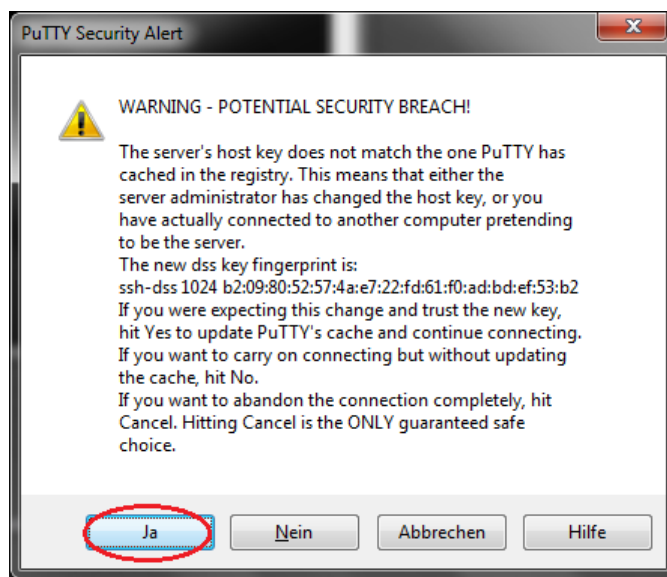 PuTTY Security Alert
WARNING - POTENTIAL SECURITY BREACH!
The server's host key does not match the one PuTTY has
cached in the registry. This means that either the
server administrator has changed the host key, or you
have actually connected to another computer pretending
to be the server.
The new dss key fingerprint is:
ssh-dss 1024 b2:09:80:52:57:4a:e7:22:fd:61:f0:ad:bd:ef:53:b2
If you were expecting this change and trust the new key,
hit Yes to update PuTTY's cache and continue connecting.
If you want to carry on connecting but without updating
the cache, hit No.
If you want to abandon the connection completely, hit
Cancel. Hitting Cancel is the ONLY guaranteed safe
choice.
Ja Nein Abbrechen Hilfe